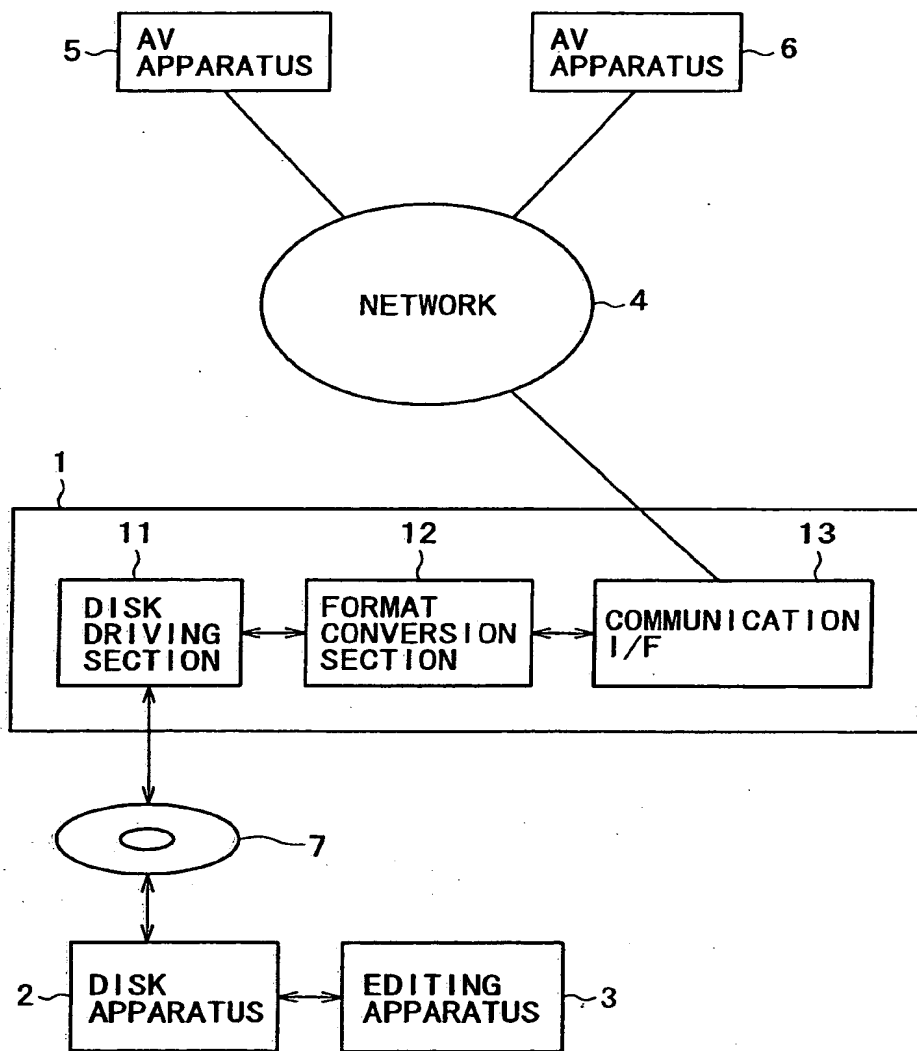 5
AV
APPARATUS
AV
APPARATUS
6
NETWORK
4
1
11
12
13
DISK
DRIVING
SECTION
FORMAT
CONVERSION
SECTION
COMMUNICATION
I/F
7
2
DISK
APPARATUS
EDITING
APPARATUS
3